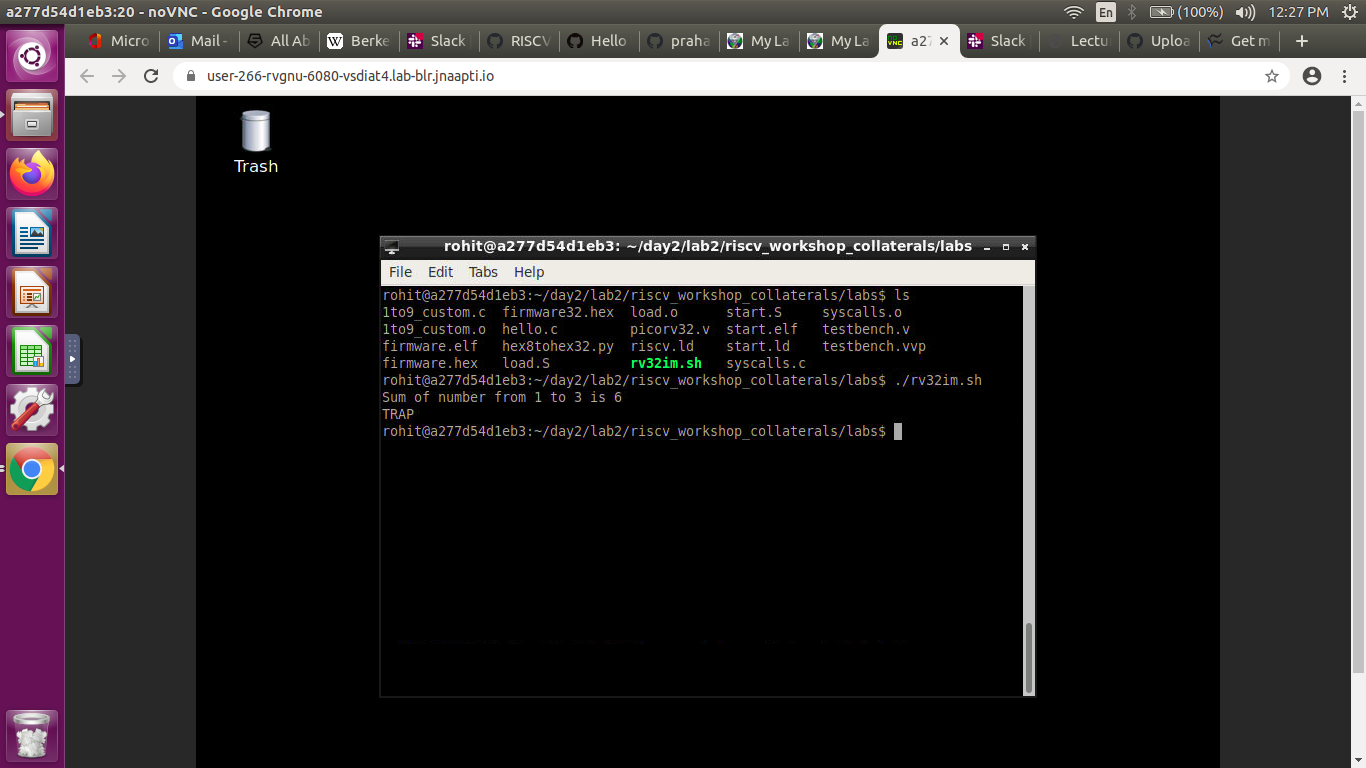 a277d54d1eb3:20 - noVNC - Google Chrome En (100%) 12:27 PM
Micro Mail - All Ab Berke Slack RISCV Hello praha My La My La a27 Slack Lectu Uploa Get m
user-266-rvgnu-6080-vsdiat4.lab-blr.jnaapti.io
Trash
rohit@a277d54d1eb3: ~/day2/lab2/riscv_workshop_collaterals/labs
File Edit Tabs Help
rohit@a277d54d1eb3:~/day2/lab2/riscv_workshop_collaterals/labs$ ls
1to9_custom.c firmware32.hex load.o start.S syscalls.o
1to9_custom.o hello.c picorv32.v start.elf testbench.v
firmware.elf hex8tohex32.py riscv.ld start.ld testbench.vvp
firmware.hex load.S rv32im.sh syscalls.c
rohit@a277d54d1eb3:~/day2/lab2/riscv_workshop_collaterals/labs$ ./rv32im.sh
Sum of number from 1 to 3 is 6
TRAP
rohit@a277d54d1eb3:~/day2/lab2/riscv_workshop_collaterals/labs$